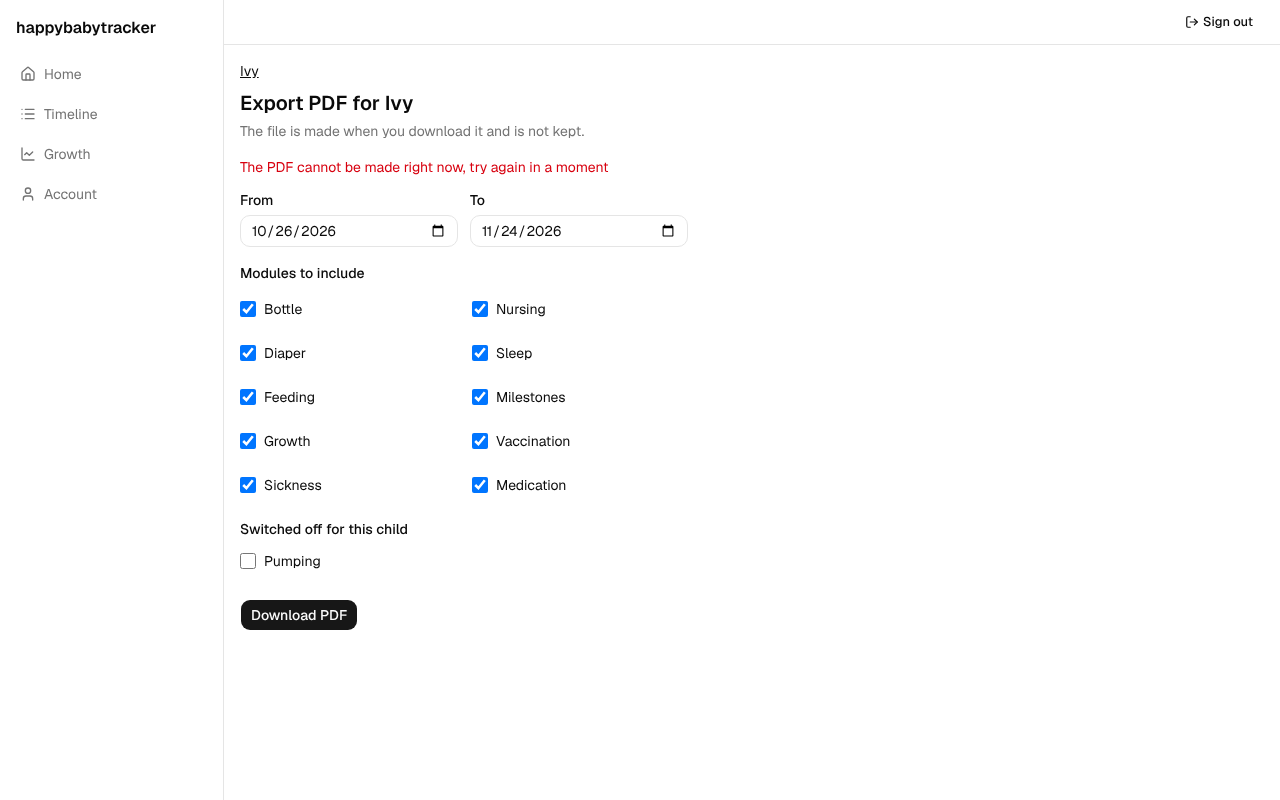 happybabytracker
Sign out
Home
Timeline
Growth
Account
Ivy
Export PDF for Ivy
The file is made when you download it and is not kept.
The PDF cannot be made right now, try again in a moment
From To
10/26/2026 11/24/2026
Modules to include
Bottle Nursing
Diaper Sleep
Feeding Milestones
Growth Vaccination
Sickness Medication
Switched off for this child
Pumping
Download PDF